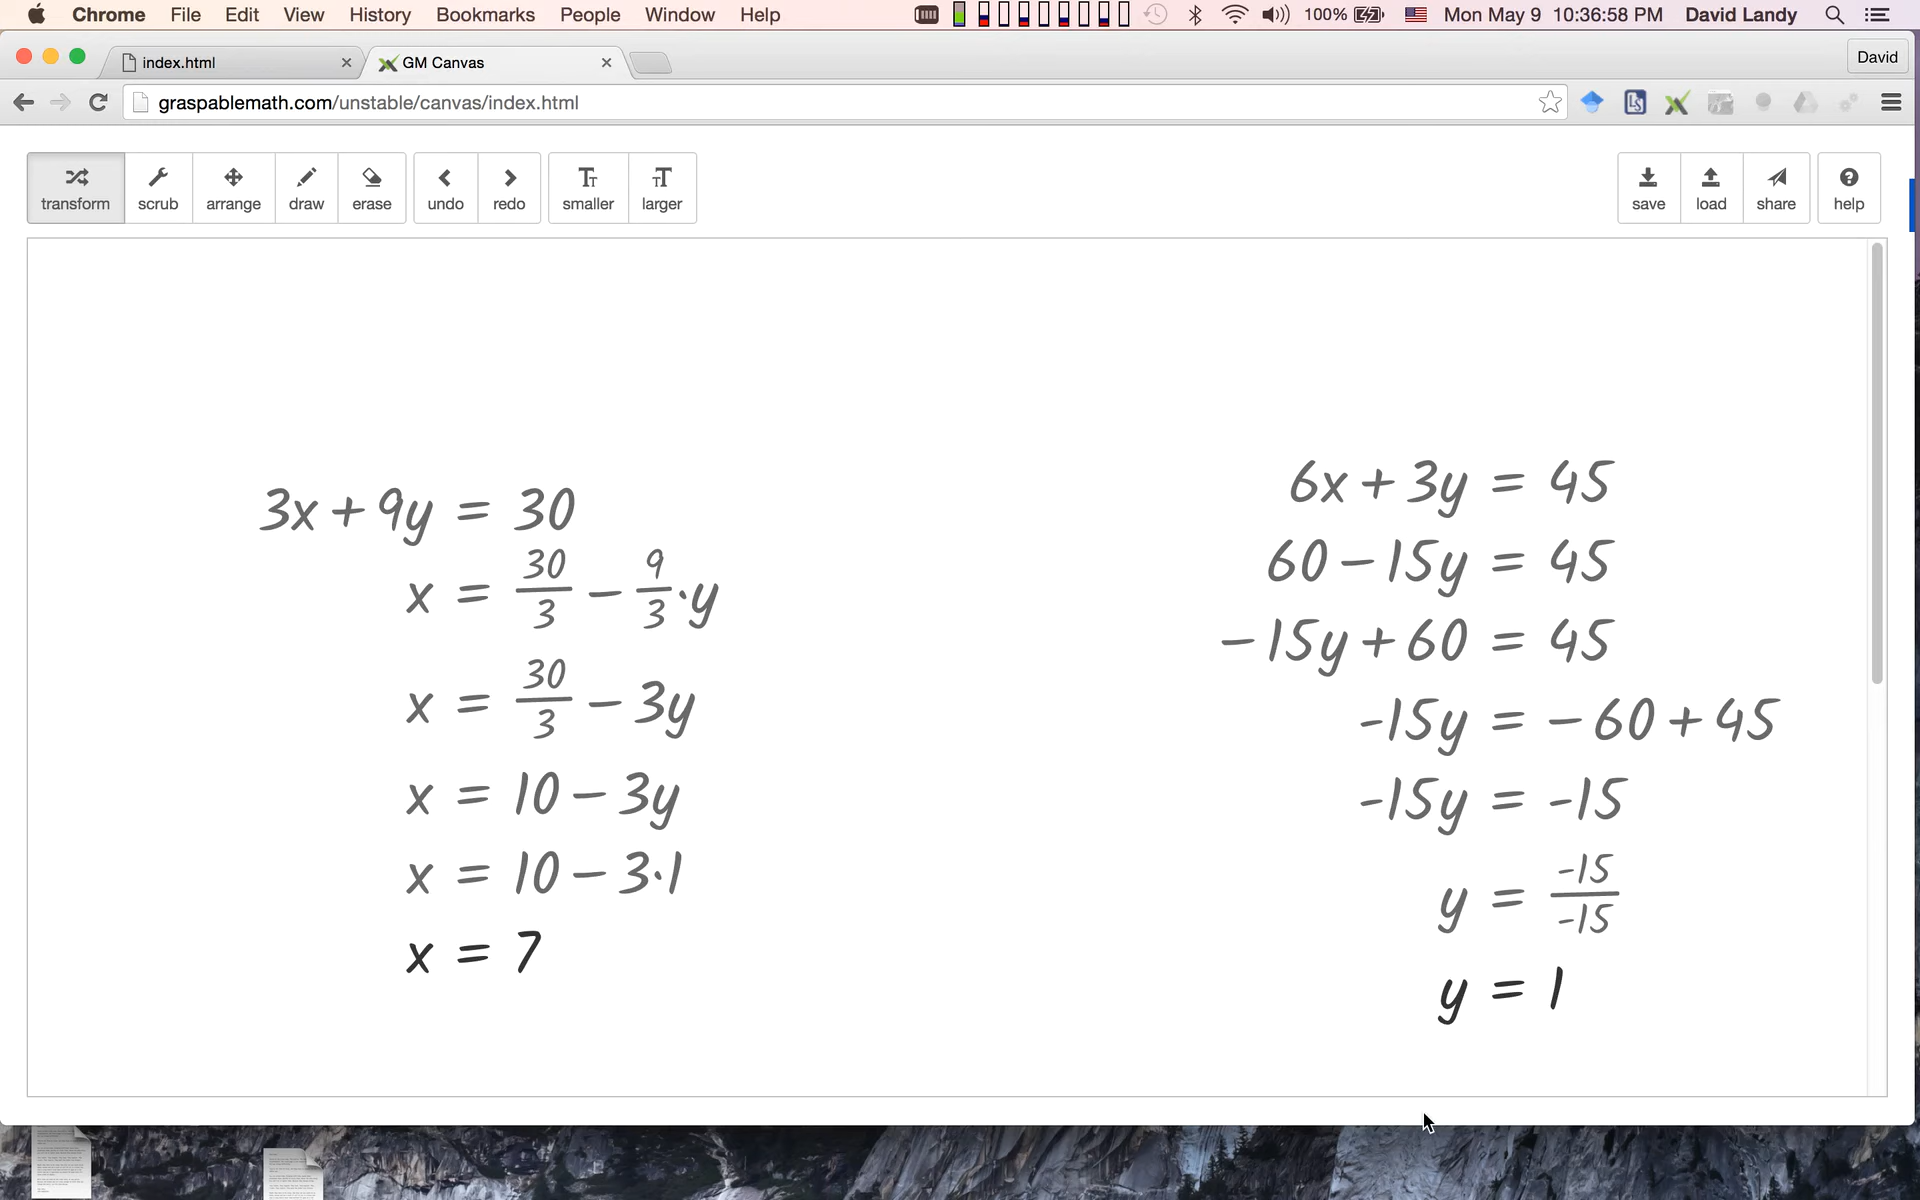 Chrome File Edit View History Bookmarks People Window Help 100% Mon May 9 10:36:58 PM David Landy
index.html GM Canvas David
graspablemath.com/unstable/canvas/index.html
transform scrub arrange draw erase undo redo smaller larger save load share help
3x + 9y = 30
x = 30/3 − 9/3 · y
x = 30/3 − 3y
x = 10 − 3y
x = 10 − 3·1
x = 7
6x + 3y = 45
60 − 15y = 45
−15y + 60 = 45
-15y = −60 + 45
-15y = -15
y = -15/-15
y = 1